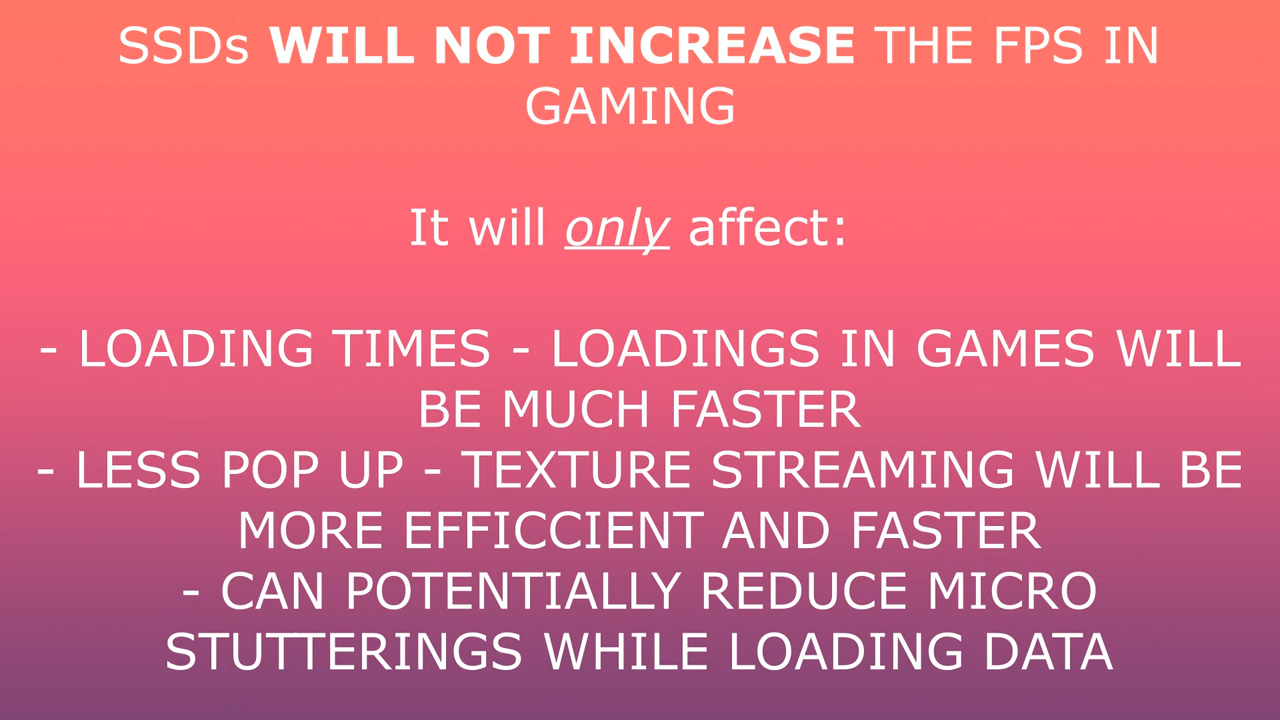 SSDs WILL NOT INCREASE THE FPS IN
GAMING
It will only affect:
- LOADING TIMES - LOADINGS IN GAMES WILL
BE MUCH FASTER
- LESS POP UP - TEXTURE STREAMING WILL BE
MORE EFFICCIENT AND FASTER
- CAN POTENTIALLY REDUCE MICRO
STUTTERINGS WHILE LOADING DATA